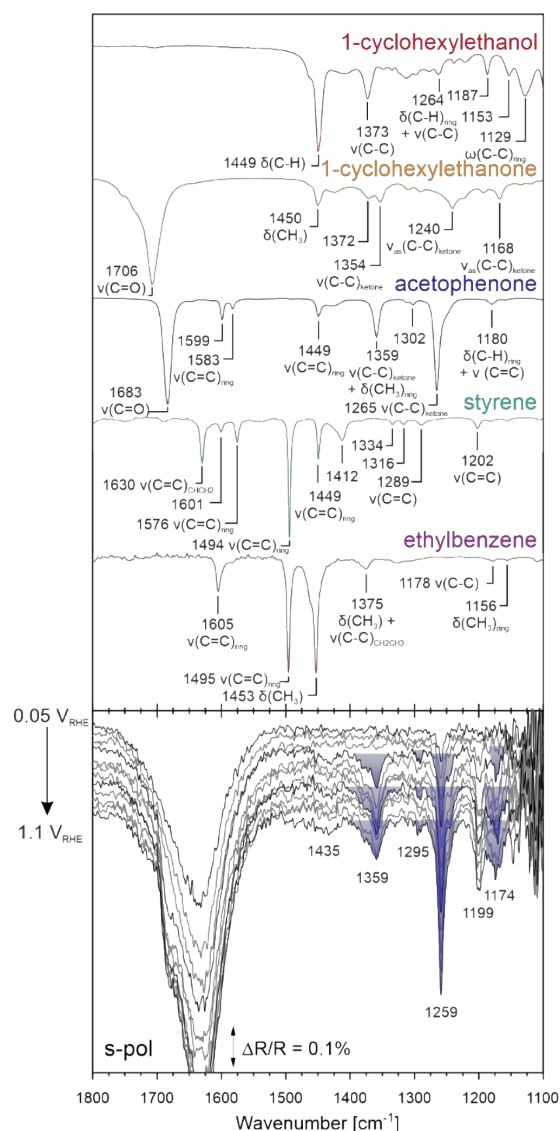 1-cyclohexylethanol
1264
δ(C-H)ring
+ ν(C-C)
1187
1153
1373
ν(C-C)
1129
ω(C-C)ring
1449 δ(C-H)
1-cyclohexylethanone
1450
δ(CH3)
1372
1354
ν(C-C)ketone
1240
νas(C-C)ketone
1168
νas(C-C)ketone
1706
ν(C=O)
acetophenone
1599
1583
ν(C=C)ring
1449
ν(C=C)ring
1359
ν(C-C)ketone
+ δ(CH3)ring
1302
1180
δ(C-H)ring
+ ν (C=C)
1683
ν(C=O)
1265 ν(C-C)ketone
styrene
1630 ν(C=C)CHCH2
1601
1576 ν(C=C)ring
1494 ν(C=C)ring
1449
ν(C=C)ring
1412
1334
1316
1289
ν(C=C)
1202
ν(C=C)
ethylbenzene
1605
ν(C=C)ring
1495 ν(C=C)ring
1453 δ(CH3)
1375
δ(CH3) +
ν(C-C)CH2CH3
1178 ν(C-C)
1156
δ(CH3)ring
0.05 VRHE
1.1 VRHE
1435
1359
1295
1259
1199
1174
s-pol
ΔR/R = 0.1%
1800 1700 1600 1500 1400 1300 1200 1100
Wavenumber [cm-1]